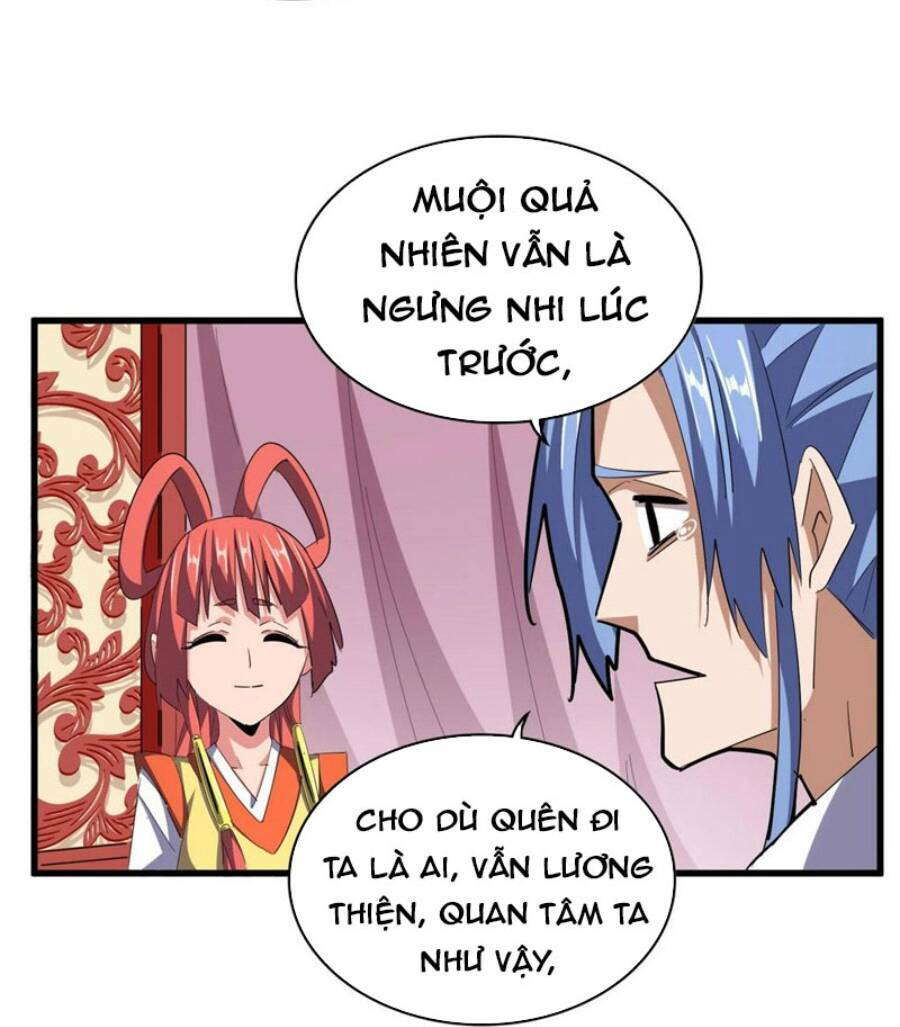 MUỘI QUẢ
NHIÊN VẪN LÀ
NGƯNG NHI LÚC
TRƯỚC,
CHO DÙ QUÊN ĐI
TA LÀ AI, VẪN LƯƠNG
THIỆN, QUAN TÂM TA
NHƯ VẬY,